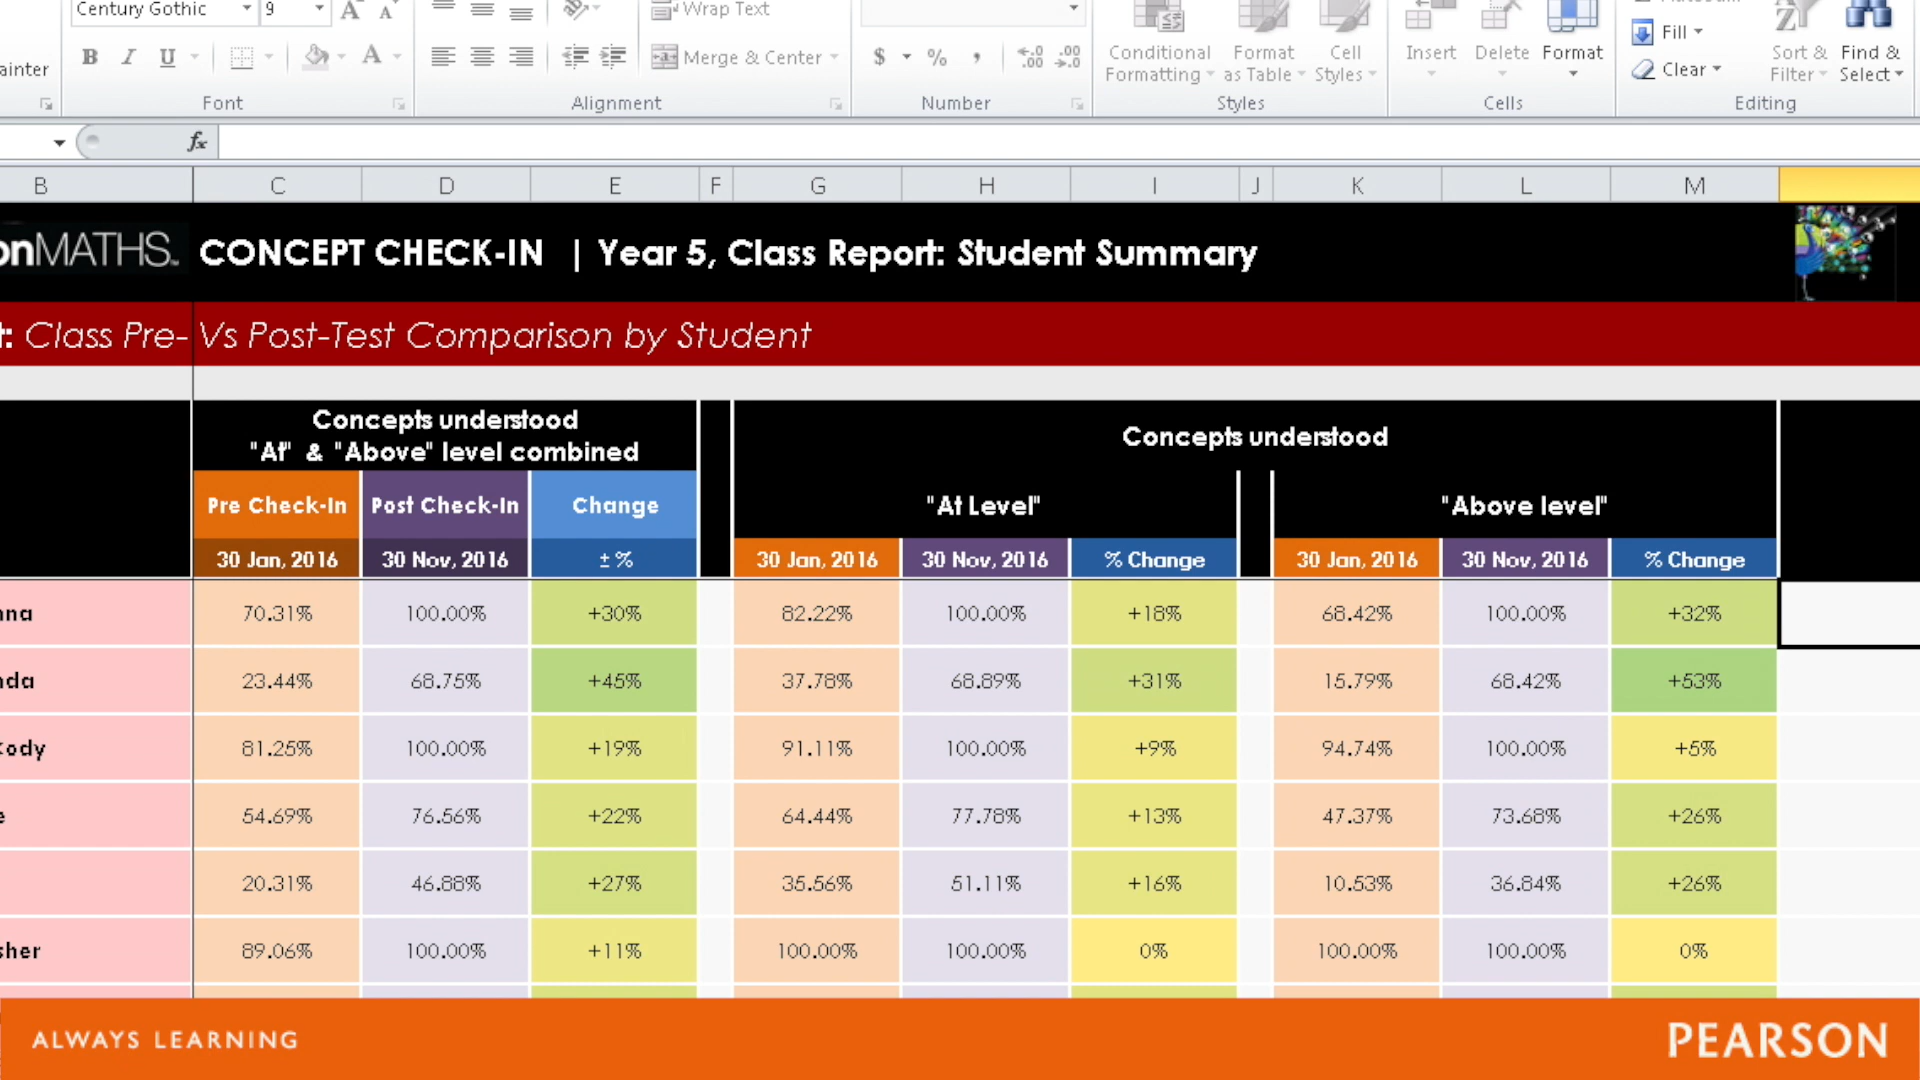 Century Gothic 9 A A Wrap Text
ainter B I U A Merge & Center $ % , .00 .00 Conditional Formatting Format as Table Cell Styles Insert Delete Format Fill Clear Sort & Filter Find & Select
Font Alignment Number Styles Cells Editing
fx
B C D E F G H I J K L M
onMATHS. CONCEPT CHECK-IN | Year 5, Class Report: Student Summary
t: Class Pre- Vs Post-Test Comparison by Student
Concepts understood
"At" & "Above" level combined
Concepts understood
Pre Check-In Post Check-In Change "At Level" "Above level"
30 Jan, 2016 30 Nov, 2016 ± % 30 Jan, 2016 30 Nov, 2016 % Change 30 Jan, 2016 30 Nov, 2016 % Change
nna 70.31% 100.00% +30% 82.22% 100.00% +18% 68.42% 100.00% +32%
nda 23.44% 68.75% +45% 37.78% 68.89% +31% 15.79% 68.42% +53%
Kody 81.25% 100.00% +19% 91.11% 100.00% +9% 94.74% 100.00% +5%
e 54.69% 76.56% +22% 64.44% 77.78% +13% 47.37% 73.68% +26%
20.31% 46.88% +27% 35.56% 51.11% +16% 10.53% 36.84% +26%
sher 89.06% 100.00% +11% 100.00% 100.00% 0% 100.00% 100.00% 0%
ALWAYS LEARNING PEARSON